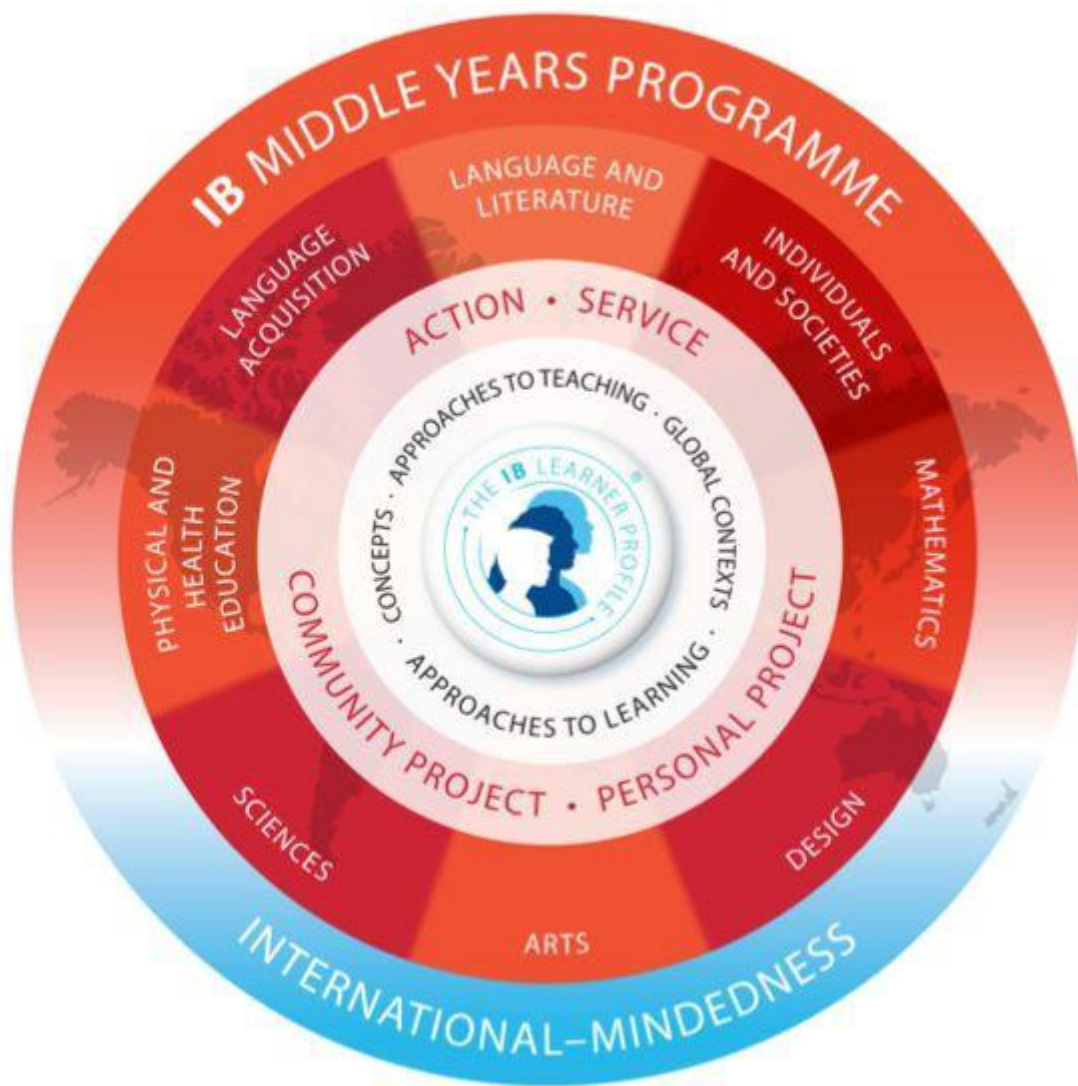 IB MIDDLE YEARS PROGRAMME
LANGUAGE AND
LITERATURE
INDIVIDUALS
AND SOCIETIES
MATHEMATICS
DESIGN
ARTS
SCIENCES
PHYSICAL AND
HEALTH
EDUCATION
LANGUAGE
ACQUISITION
ACTION · SERVICE
PERSONAL PROJECT
COMMUNITY PROJECT ·
APPROACHES TO TEACHING · GLOBAL CONTEXTS ·
APPROACHES TO LEARNING ·
CONCEPTS ·
THE IB LEARNER PROFILE ®
INTERNATIONAL–MINDEDNESS